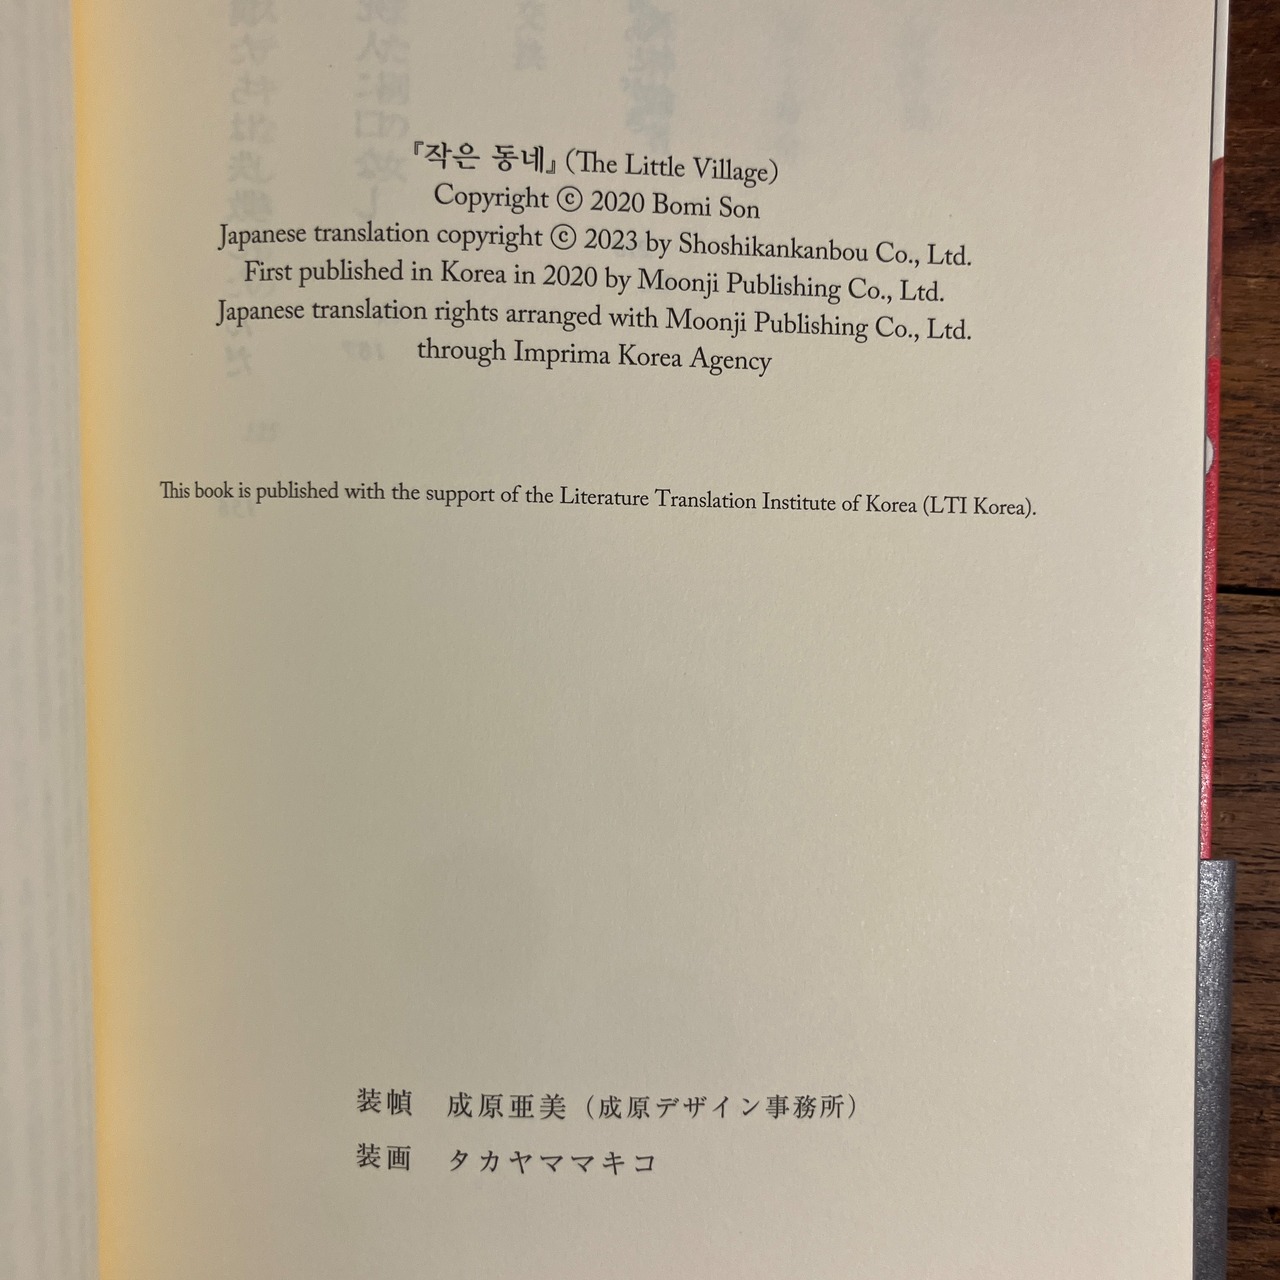 『작은 동네』(The Little Village)
Copyright ⓒ 2020 Bomi Son
Japanese translation copyright ⓒ 2023 by Shoshikankanbou Co., Ltd.
First published in Korea in 2020 by Moonji Publishing Co., Ltd.
Japanese translation rights arranged with Moonji Publishing Co., Ltd.
through Imprima Korea Agency
This book is published with the support of the Literature Translation Institute of Korea (LTI Korea).
装幀 成原亜美（成原デザイン事務所）
装画 タカヤママキコ